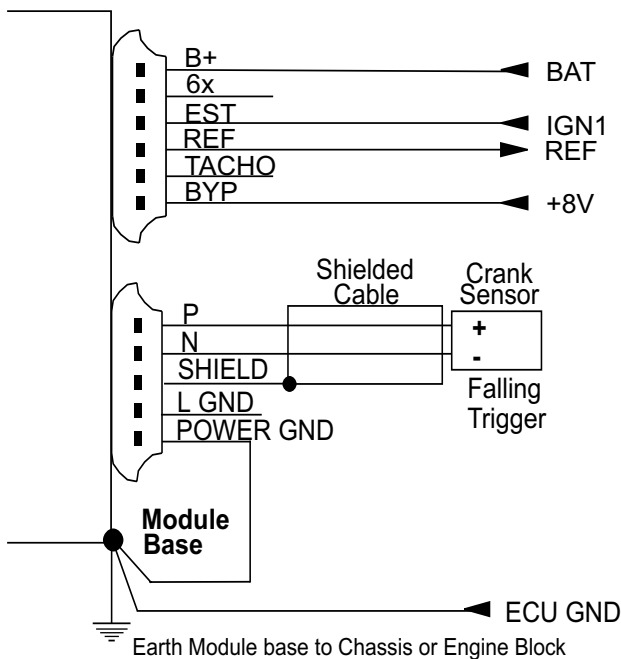 B+
BAT
6x
EST
IGN1
REF
REF
TACHO
BYP
+8V
Shielded
Cable
Crank
Sensor
P
+
N
-
SHIELD
Falling
Trigger
L GND
POWER GND
Module
Base
ECU GND
Earth Module base to Chassis or Engine Block